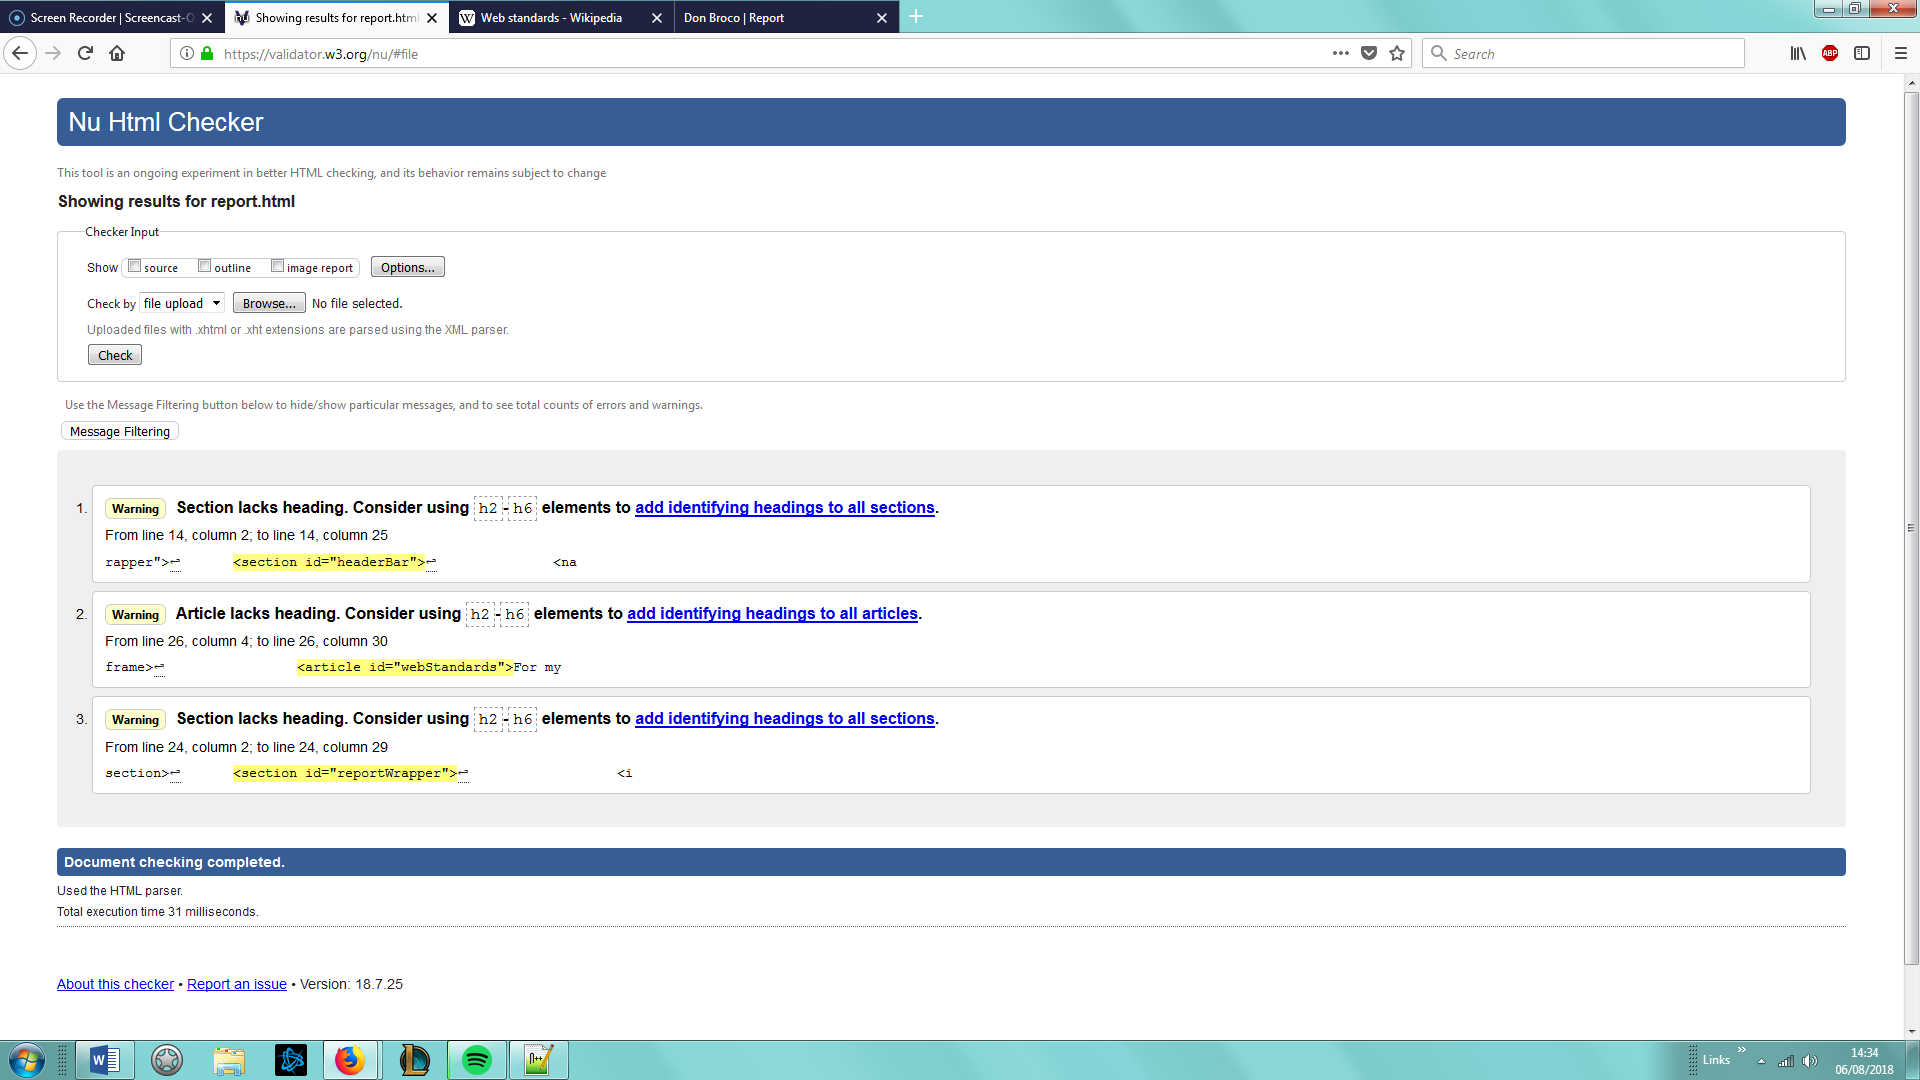 Screen Recorder | Screencast-O
Showing results for report.html
Web standards - Wikipedia
Don Broco | Report
https://validator.w3.org/nu/#file
Search
ABP
Nu Html Checker
This tool is an ongoing experiment in better HTML checking, and its behavior remains subject to change
Showing results for report.html
Checker Input
Show source outline image report Options...
Check by file upload Browse... No file selected.
Uploaded files with .xhtml or .xht extensions are parsed using the XML parser.
Check
Use the Message Filtering button below to hide/show particular messages, and to see total counts of errors and warnings.
Message Filtering
1. Warning Section lacks heading. Consider using h2-h6 elements to add identifying headings to all sections.
From line 14, column 2; to line 14, column 25
rapper">↩ <section id="headerBar">↩ <na
2. Warning Article lacks heading. Consider using h2-h6 elements to add identifying headings to all articles.
From line 26, column 4; to line 26, column 30
frame>↩ <article id="webStandards">For my
3. Warning Section lacks heading. Consider using h2-h6 elements to add identifying headings to all sections.
From line 24, column 2; to line 24, column 29
section>↩ <section id="reportWrapper">↩ <i
Document checking completed.
Used the HTML parser.
Total execution time 31 milliseconds.
About this checker • Report an issue • Version: 18.7.25
Links
14:34
06/08/2018